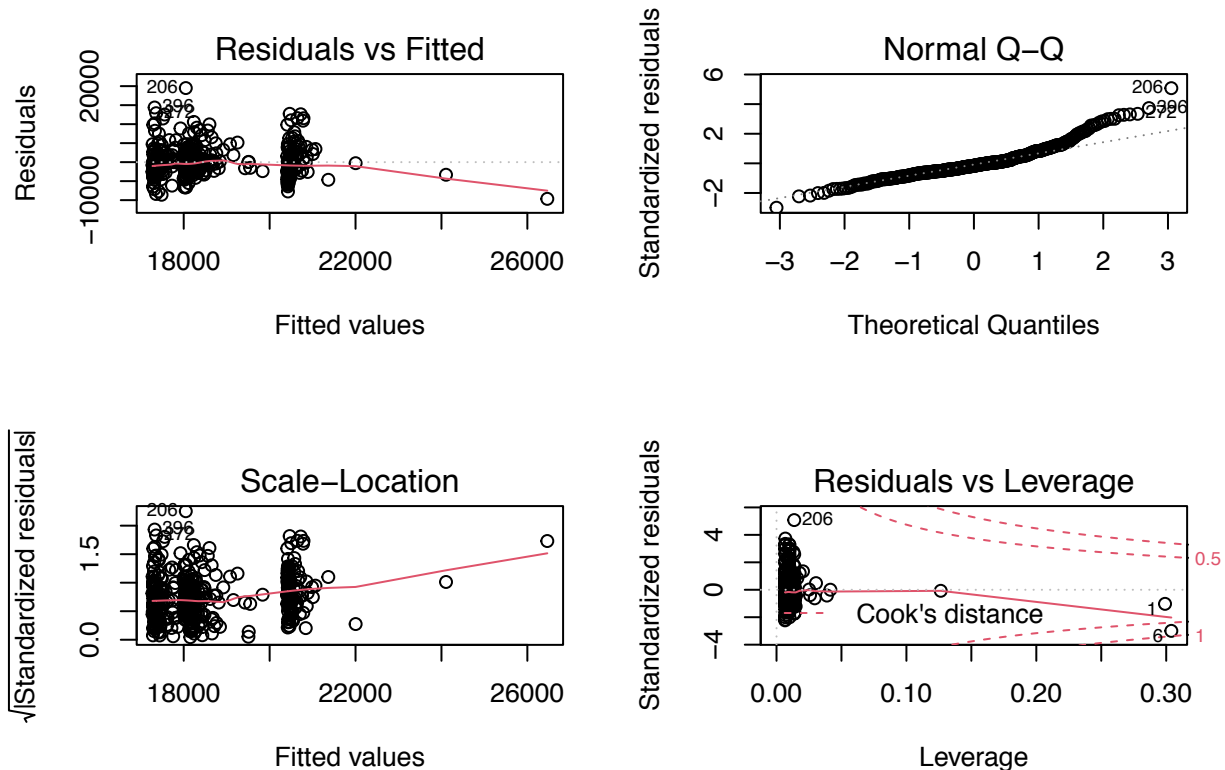 Residuals vs Fitted
Residuals
20000
-10000
206
396
272
18000 22000 26000
Fitted values
Normal Q-Q
Standardized residuals
6
2
-2
206
396
272
-3 -2 -1 0 1 2 3
Theoretical Quantiles
Scale-Location
√|Standardized residuals|
1.5
0.0
206
396
272
18000 22000 26000
Fitted values
Residuals vs Leverage
Standardized residuals
4
0
-4
206
0.5
Cook's distance
1
6
1
0.00 0.10 0.20 0.30
Leverage